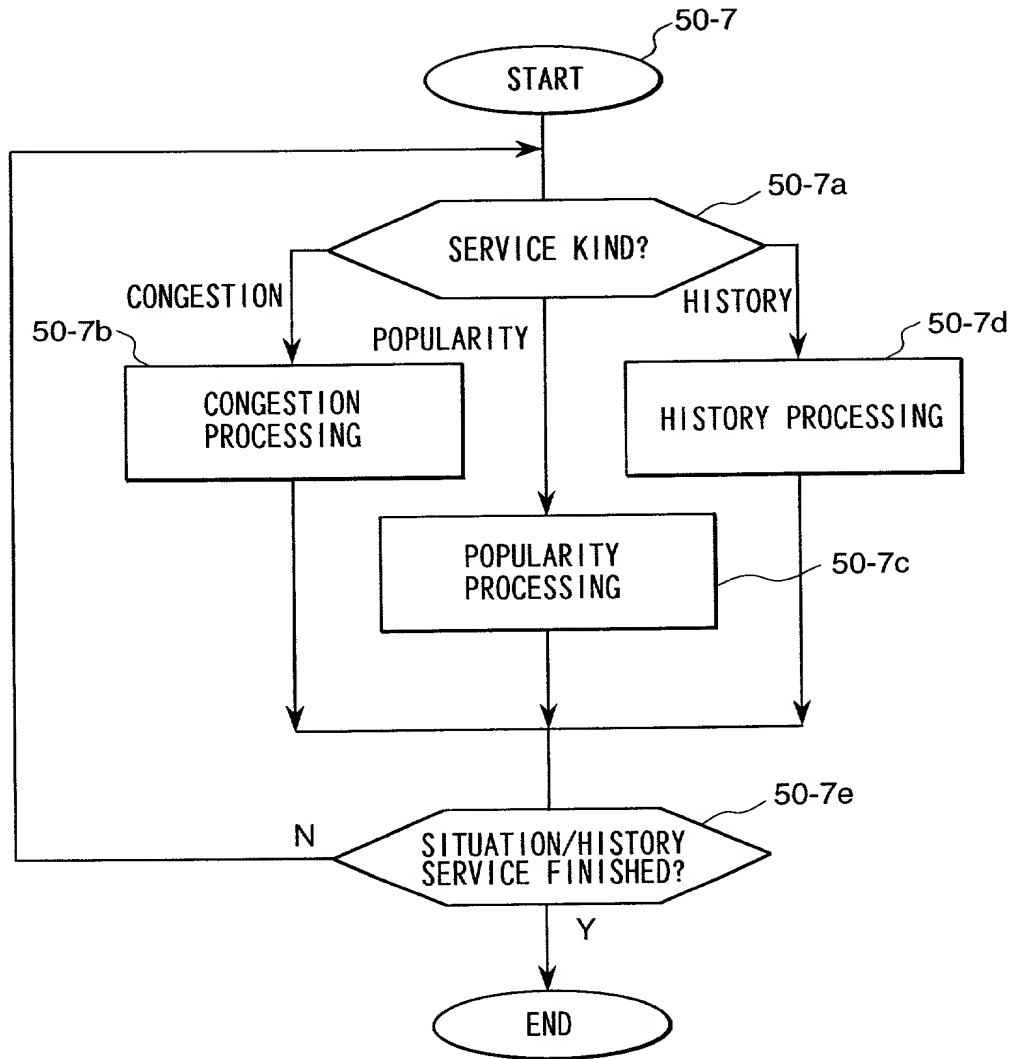 50-7
START
50-7a
SERVICE KIND?
CONGESTION
POPULARITY
HISTORY
50-7b
50-7d
CONGESTION
PROCESSING
HISTORY PROCESSING
POPULARITY
PROCESSING
50-7c
50-7e
N
SITUATION/HISTORY
SERVICE FINISHED?
Y
END